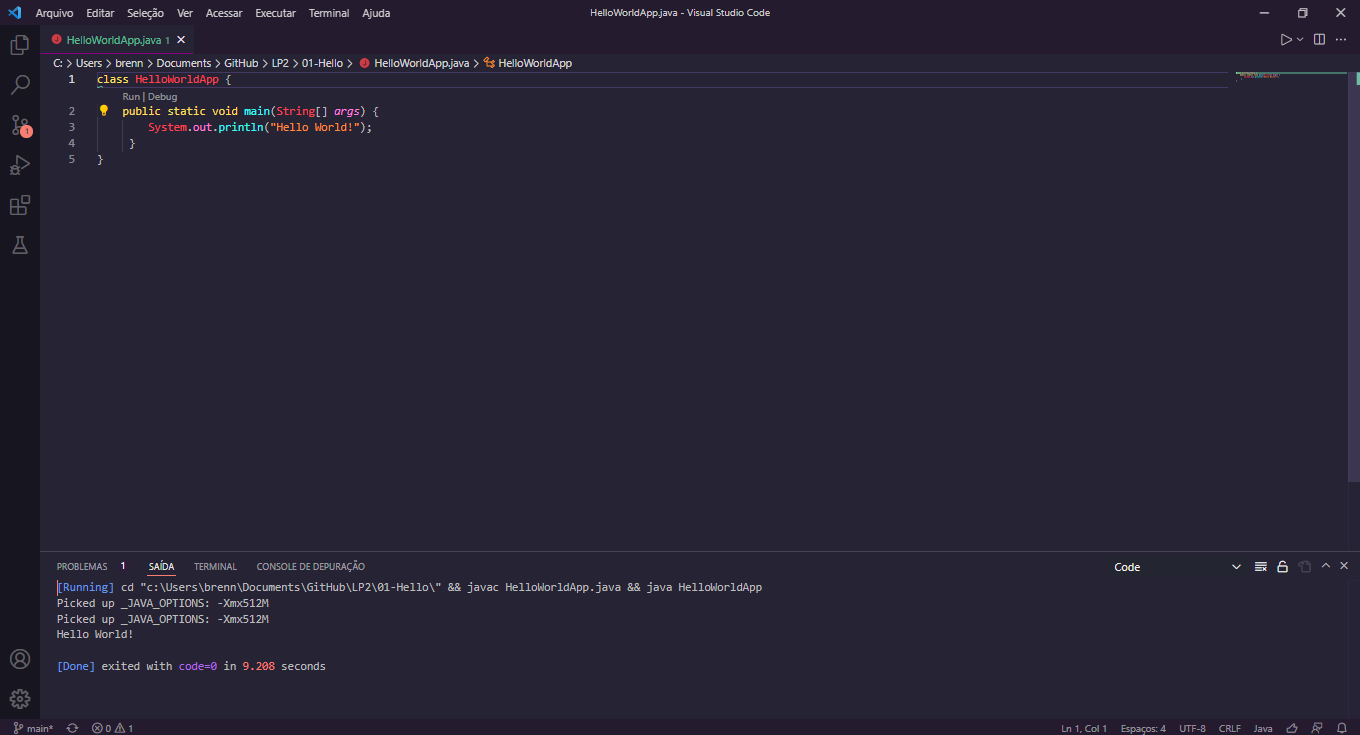 Arquivo Editar Seleção Ver Acessar Executar Terminal Ajuda HelloWorldApp.java - Visual Studio Code
HelloWorldApp.java 1
C: > Users > brenn > Documents > GitHub > LP2 > 01-Hello > HelloWorldApp.java > HelloWorldApp
1 class HelloWorldApp {
Run | Debug
2 public static void main(String[] args) {
3 System.out.println("Hello World!");
4 }
5 }
1
PROBLEMAS 1 SAÍDA TERMINAL CONSOLE DE DEPURAÇÃO Code
[Running] cd "c:\Users\brenn\Documents\GitHub\LP2\01-Hello\" && javac HelloWorldApp.java && java HelloWorldApp
Picked up _JAVA_OPTIONS: -Xmx512M
Picked up _JAVA_OPTIONS: -Xmx512M
Hello World!
[Done] exited with code=0 in 9.208 seconds
main* 0 1 Ln 1, Col 1 Espaços: 4 UTF-8 CRLF Java